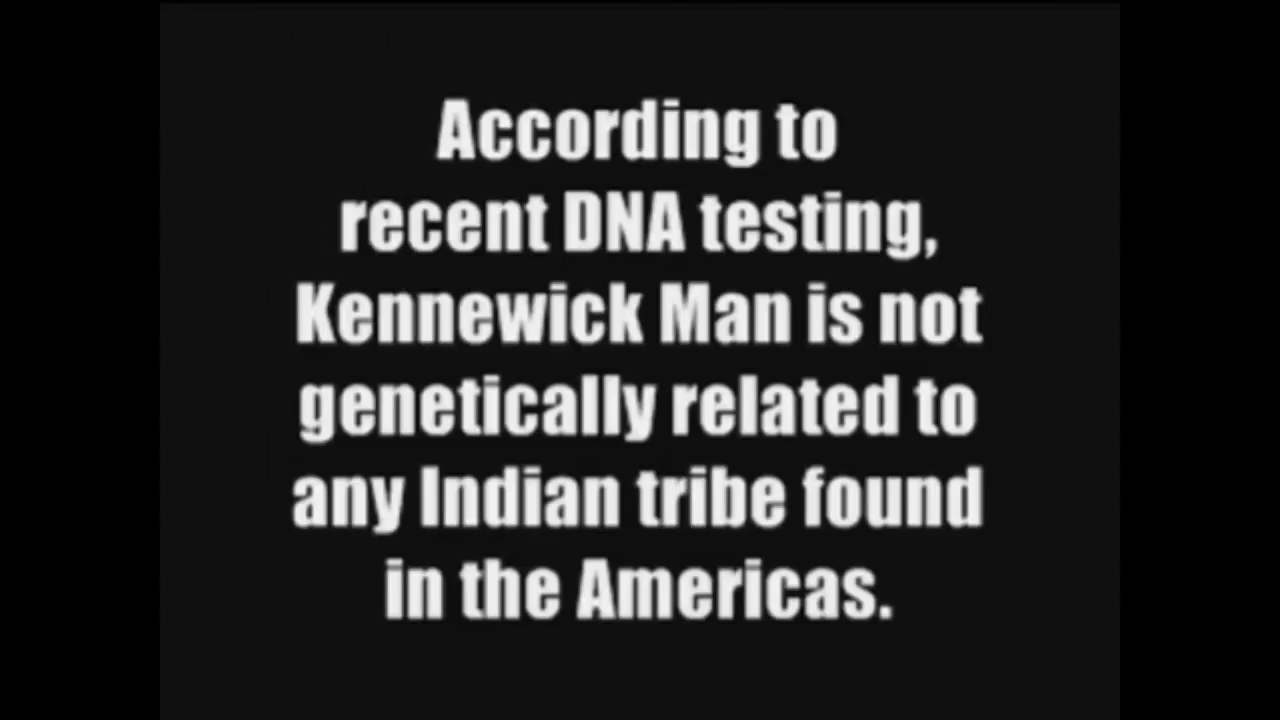 According to
recent DNA testing,
Kennewick Man is not
genetically related to
any Indian tribe found
in the Americas.